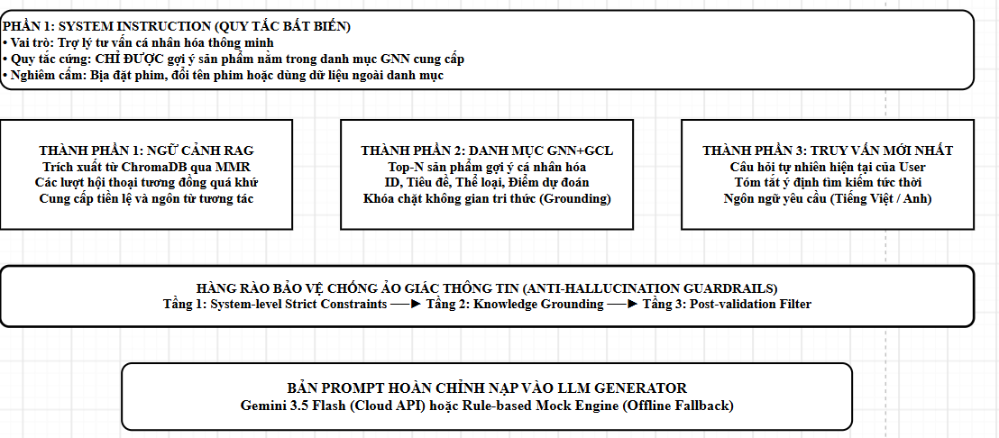 PHẦN 1: SYSTEM INSTRUCTION (QUY TẮC BẤT BIẾN)
• Vai trò: Trợ lý tư vấn cá nhân hóa thông minh
• Quy tắc cứng: CHỈ ĐƯỢC gợi ý sản phẩm nằm trong danh mục GNN cung cấp
• Nghiêm cấm: Bịa đặt phim, đổi tên phim hoặc dùng dữ liệu ngoài danh mục
THÀNH PHẦN 1: NGỮ CẢNH RAG
Trích xuất từ ChromaDB qua MMR
Các lượt hội thoại tương đồng quá khứ
Cung cấp tiền lệ và ngôn từ tương tác
THÀNH PHẦN 2: DANH MỤC GNN+GCL
Top-N sản phẩm gợi ý cá nhân hóa
ID, Tiêu đề, Thể loại, Điểm dự đoán
Khóa chặt không gian tri thức (Grounding)
THÀNH PHẦN 3: TRUY VẤN MỚI NHẤT
Câu hỏi tự nhiên hiện tại của User
Tóm tắt ý định tìm kiếm tức thời
Ngôn ngữ yêu cầu (Tiếng Việt / Anh)
HÀNG RÀO BẢO VỆ CHỐNG ẢO GIÁC THÔNG TIN (ANTI-HALLUCINATION GUARDRAILS)
Tầng 1: System-level Strict Constraints ──► Tầng 2: Knowledge Grounding ──► Tầng 3: Post-validation Filter
BẢN PROMPT HOÀN CHỈNH NẠP VÀO LLM GENERATOR
Gemini 3.5 Flash (Cloud API) hoặc Rule-based Mock Engine (Offline Fallback)